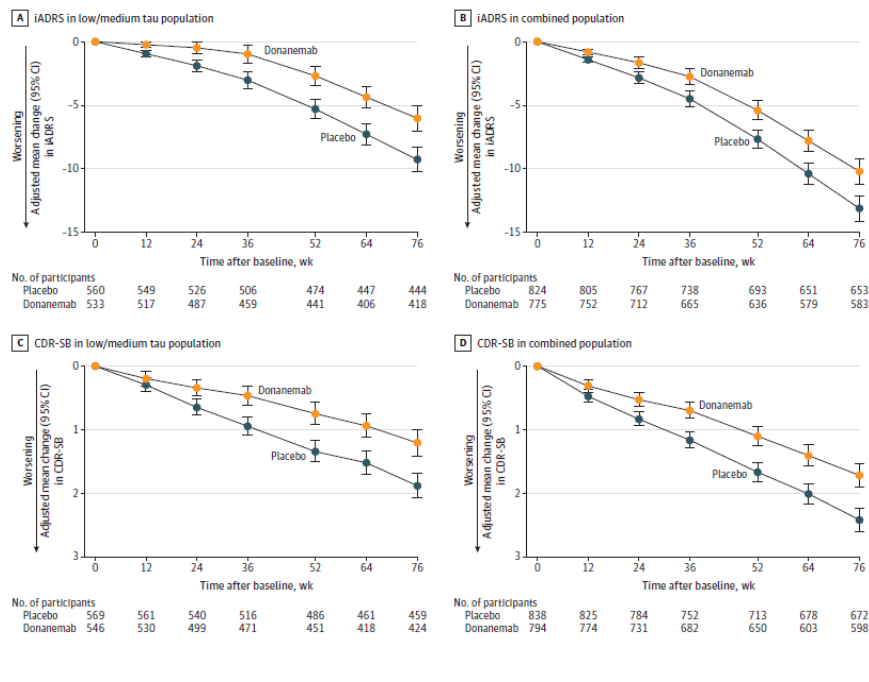 A iADRS in low/medium tau population
0
-5
-10
-15
Worsening
Adjusted mean change (95% CI)
in iADRS
Donanemab
Placebo
0 12 24 36 52 64 76
Time after baseline, wk
No. of participants
Placebo 560 549 526 506 474 447 444
Donanemab 533 517 487 459 441 406 418
B iADRS in combined population
0
-5
-10
-15
Worsening
Adjusted mean change (95% CI)
in iADRS
Donanemab
Placebo
0 12 24 36 52 64 76
Time after baseline, wk
No. of participants
Placebo 824 805 767 738 693 651 653
Donanemab 775 752 712 665 636 579 583
C CDR-SB in low/medium tau population
0
1
2
3
Worsening
Adjusted mean change (95% CI)
in CDR-SB
Donanemab
Placebo
0 12 24 36 52 64 76
Time after baseline, wk
No. of participants
Placebo 569 561 540 516 486 461 459
Donanemab 546 530 499 471 451 418 424
D CDR-SB in combined population
0
1
2
3
Worsening
Adjusted mean change (95% CI)
in CDR-SB
Donanemab
Placebo
0 12 24 36 52 64 76
Time after baseline, wk
No. of participants
Placebo 838 825 784 752 713 678 672
Donanemab 794 774 731 682 650 603 598